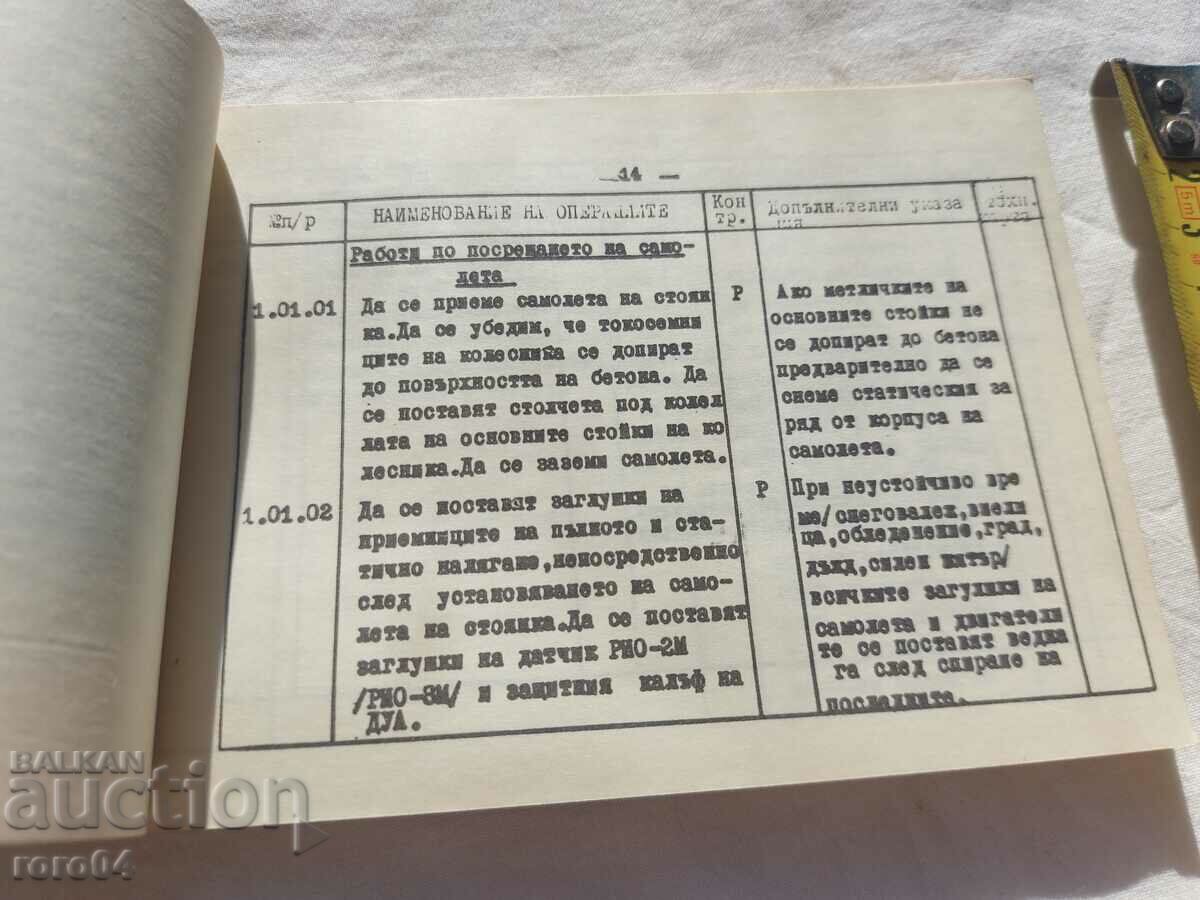 — 14 —
№п/р НАИМЕНОВАНИЕ НА ОПЕРАЦИИТЕ Кон Допълнителни указа
тр. ния
Работи по посрещането на само-
лета
1.01.01 Да се приеме самолета на стоян
ка.Да се убедим, че токосемни
ците на колесника се допират
до повърхността на бетона. Да
се поставят столчета под колел
лата на основните стойки на ко
лесника.Да се заземи самолета.
Р Ако метличките на
основните стойки не
се допират до бетона
предварително да се
снеме статическия за
ряд от корпуса на
самолета.
1.01.02 Да се поставят заглушки на
приемниците на пълното и ста-
тично налягане,непосредственно
след установяването на само-
лета на стоянка.Да се поставят
заглушки на датчик РИО-2М
/РИО-3М/ и защитния калъф на
ДУА.
Р При неустойчиво вре
ме/снеговалеж,виели
ца,обледенение,град,
дъжд,силен вятър/
всичките заглушки на
самолета и двигатели
те се поставят ведна
га след спиране на
последните.
BALKAN
auction
roro04